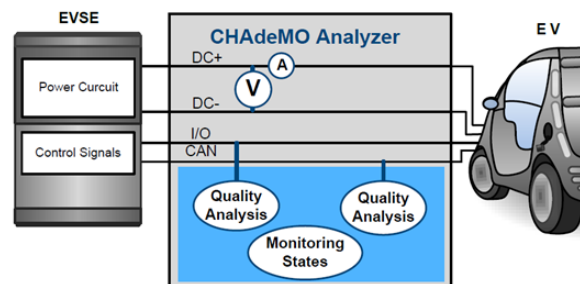 EVSE
CHAdeMO Analyzer
E V
DC+
A
Power Curcuit
V
DC-
I/O
Control Signals
CAN
Quality
Analysis
Quality
Analysis
Monitoring
States